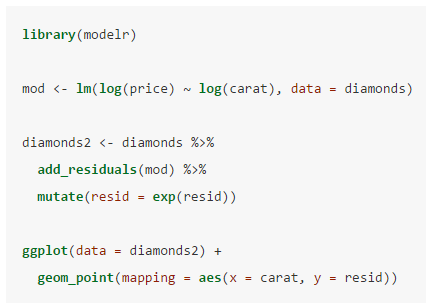 library(modelr)
mod <- lm(log(price) ~ log(carat), data = diamonds)
diamonds2 <- diamonds %>%
  add_residuals(mod) %>%
  mutate(resid = exp(resid))
ggplot(data = diamonds2) +
  geom_point(mapping = aes(x = carat, y = resid))